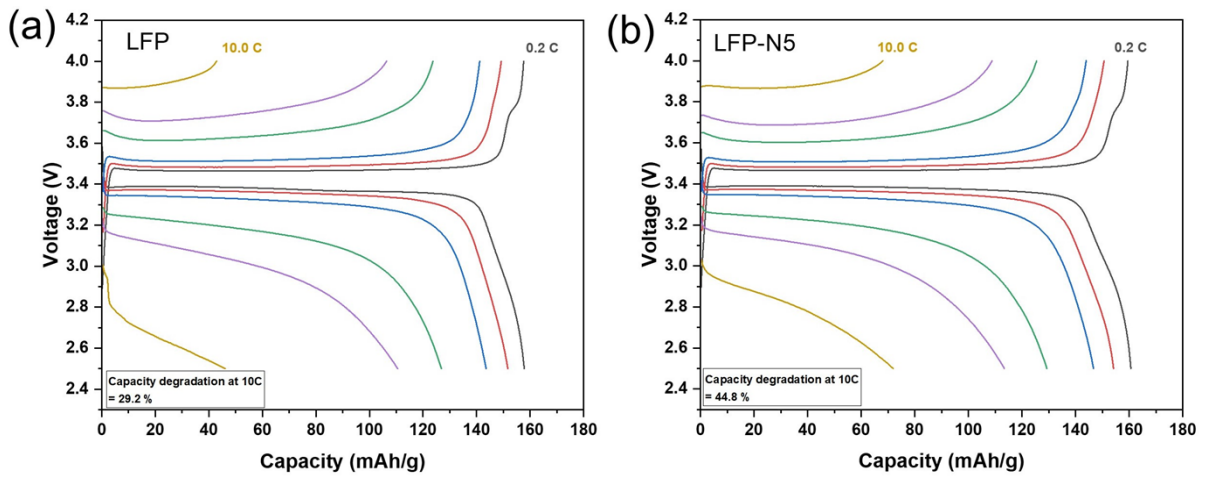 (a)
LFP
10.0 C
0.2 C
4.2
4.0
3.8
3.6
3.4
3.2
3.0
2.8
2.6
2.4
Voltage (V)
Capacity degradation at 10C
= 29.2 %
0 20 40 60 80 100 120 140 160 180
Capacity (mAh/g)
(b)
LFP-N5
10.0 C
0.2 C
4.2
4.0
3.8
3.6
3.4
3.2
3.0
2.8
2.6
2.4
Voltage (V)
Capacity degradation at 10C
= 44.8 %
0 20 40 60 80 100 120 140 160 180
Capacity (mAh/g)